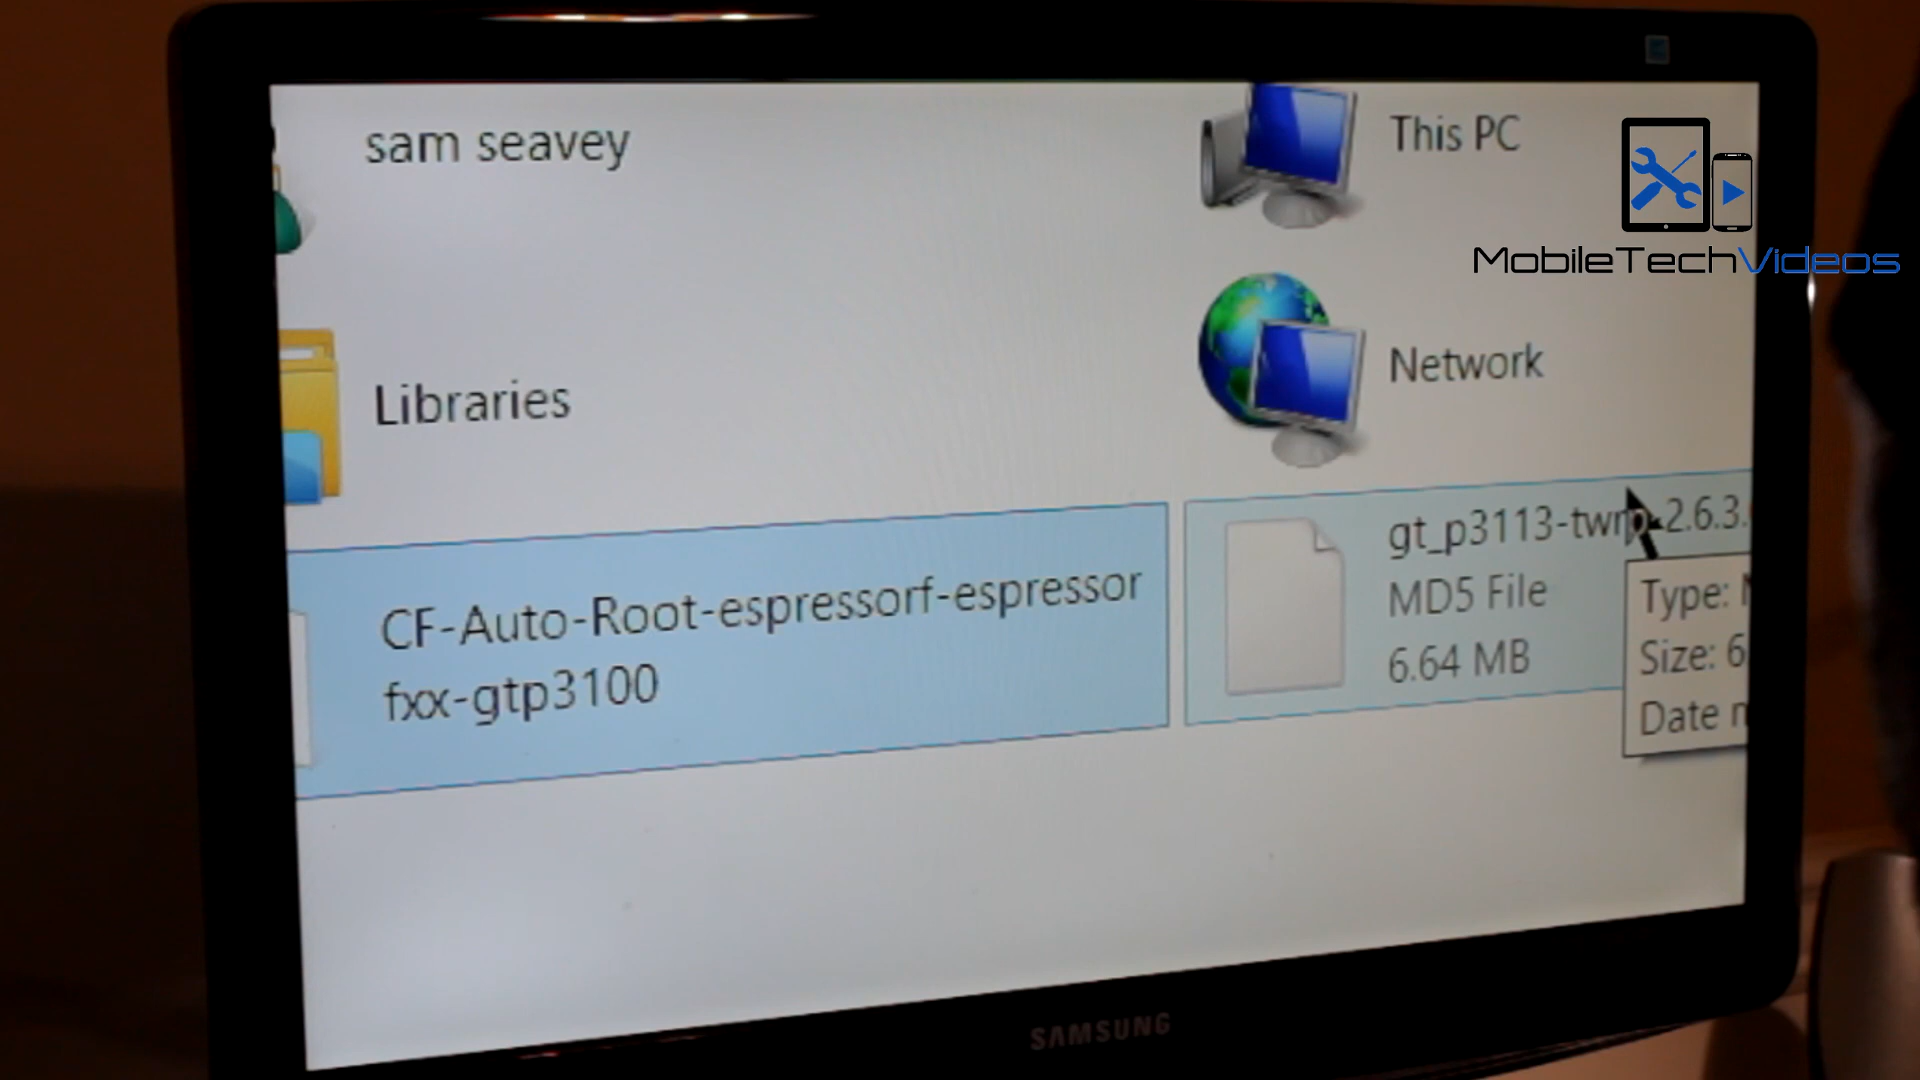 sam seavey
This PC
MobileTechVideos
Libraries
Network
CF-Auto-Root-espressorf-espressor
fxx-gtp3100
gt_p3113-twrp-2.6.3.
MD5 File
6.64 MB
Type:
Size: 6
Date
SAMSUNG